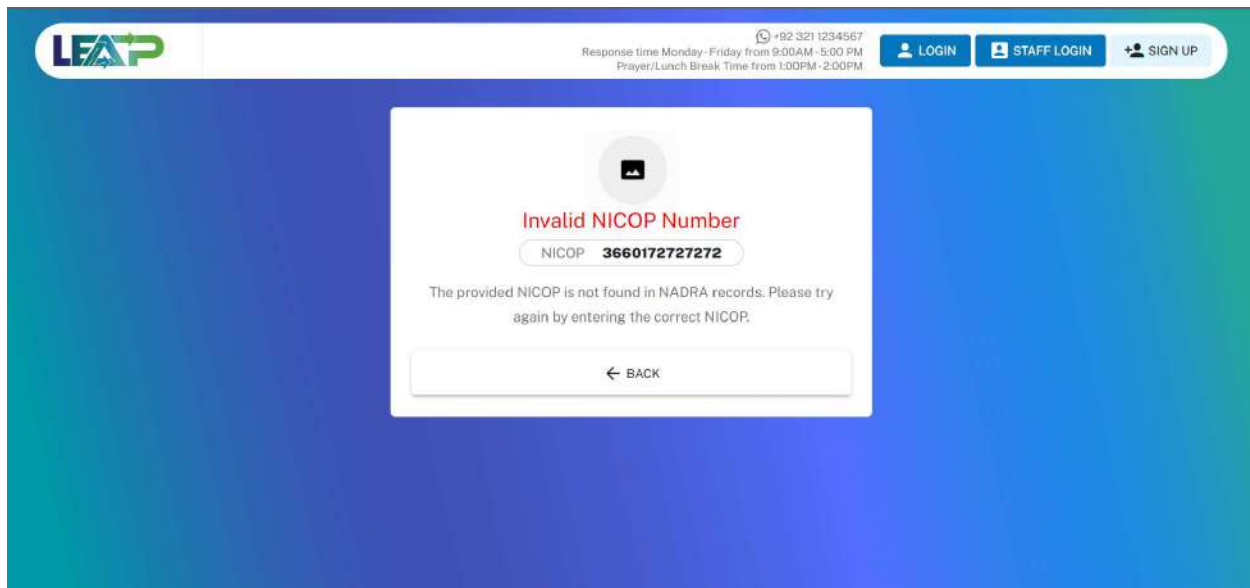 LEAP
+92 321 1234567
Response time Monday-Friday from 9:00AM-5:00 PM
Prayer/Lunch Break Time from 1:00PM-2:00PM
LOGIN
STAFF LOGIN
SIGN UP
Invalid NICOP Number
NICOP 3660172727272
The provided NICOP is not found in NADRA records. Please try
again by entering the correct NICOP.
BACK